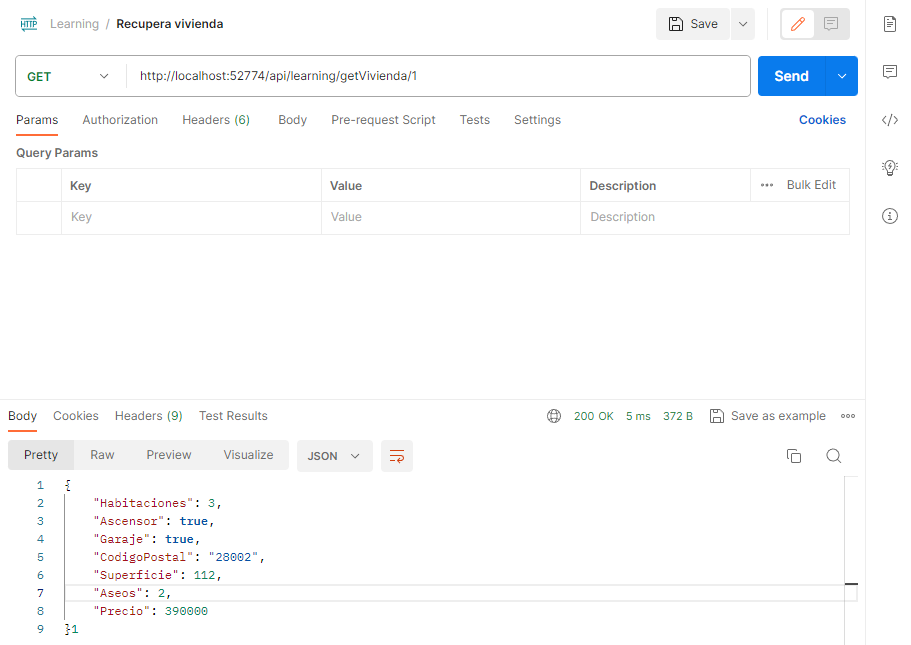 HTTP Learning / Recupera vivienda Save
GET http://localhost:52774/api/learning/getVivienda/1 Send
Params Authorization Headers (6) Body Pre-request Script Tests Settings Cookies
Query Params
Key Value Description Bulk Edit
Key Value Description
Body Cookies Headers (9) Test Results 200 OK 5 ms 372 B Save as example
Pretty Raw Preview Visualize JSON
1 {
2 "Habitaciones": 3,
3 "Ascensor": true,
4 "Garaje": true,
5 "CodigoPostal": "28002",
6 "Superficie": 112,
7 "Aseos": 2,
8 "Precio": 390000
9 }1